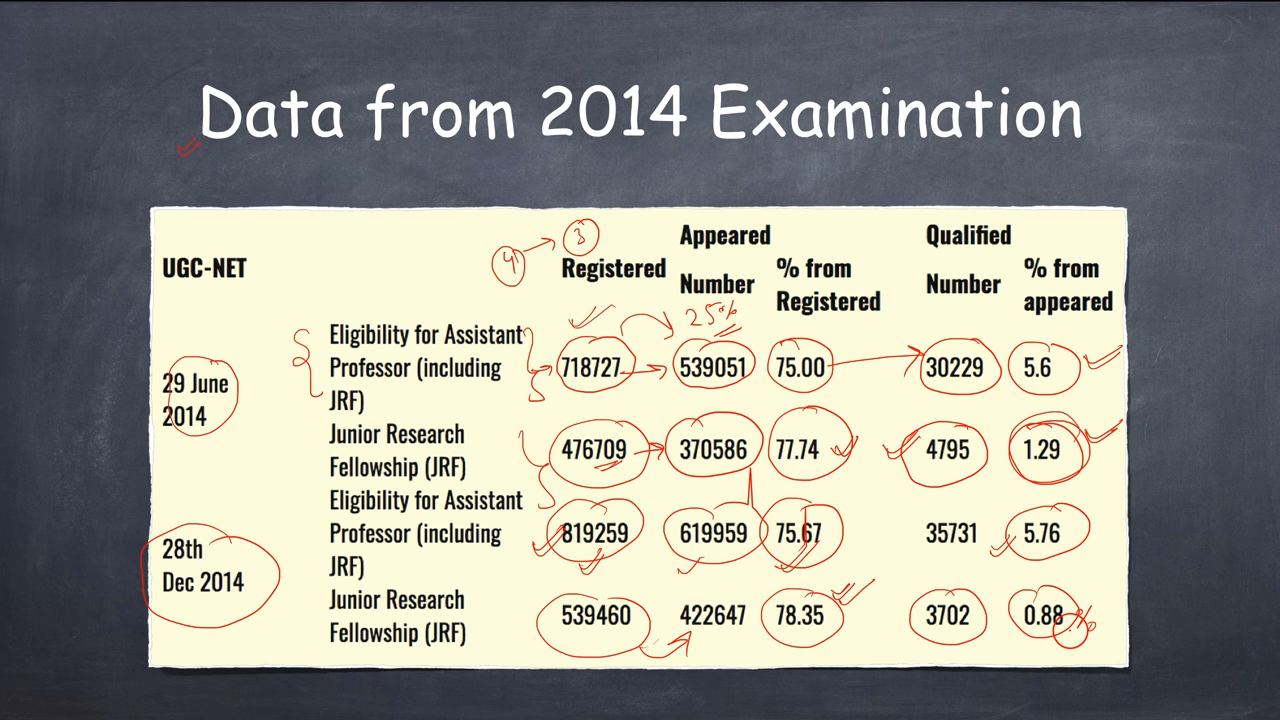 Data from 2014 Examination
4 3
Appeared Qualified
UGC-NET Registered Number % from Registered Number % from appeared
25%
29 June 2014
Eligibility for Assistant
Professor (including 718727 539051 75.00 30229 5.6
JRF)
Junior Research
Fellowship (JRF) 476709 370586 77.74 4795 1.29
28th Dec 2014
Eligibility for Assistant
Professor (including 819259 619959 75.67 35731 5.76
JRF)
Junior Research
Fellowship (JRF) 539460 422647 78.35 3702 0.88 %